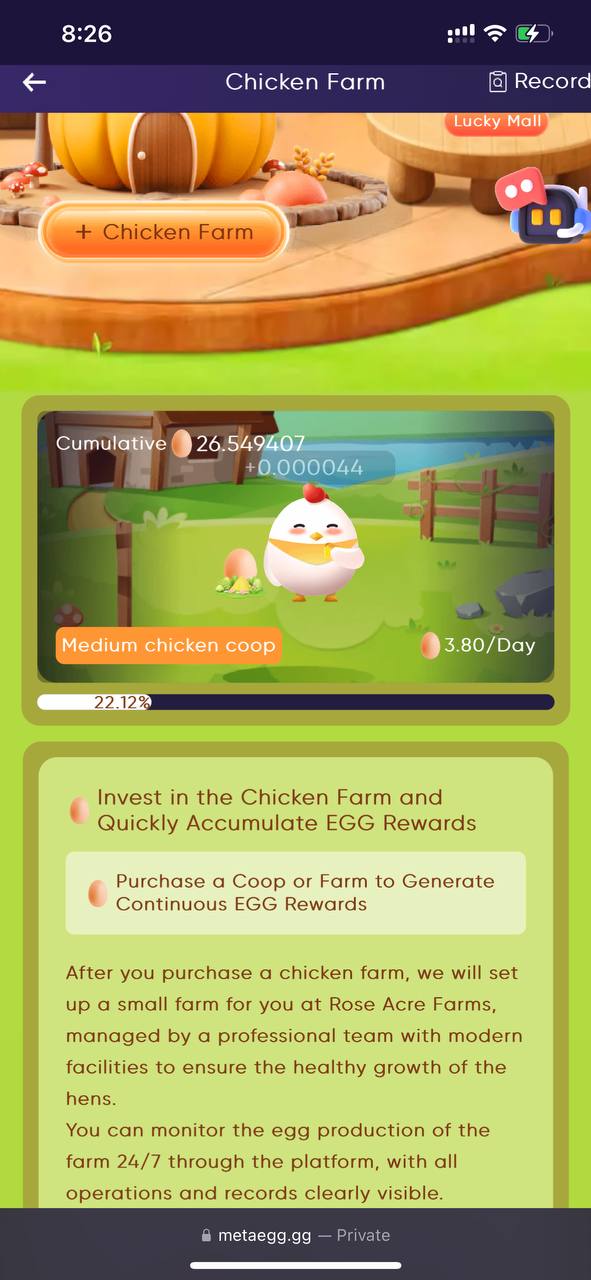 8:26
Chicken Farm
Record
Lucky Mall
+ Chicken Farm
Cumulative 26.549407
+0.000044
Medium chicken coop
3.80/Day
22.12%
Invest in the Chicken Farm and
Quickly Accumulate EGG Rewards
Purchase a Coop or Farm to Generate
Continuous EGG Rewards
After you purchase a chicken farm, we will set
up a small farm for you at Rose Acre Farms,
managed by a professional team with modern
facilities to ensure the healthy growth of the
hens.
You can monitor the egg production of the
farm 24/7 through the platform, with all
operations and records clearly visible.
metaegg.gg — Private